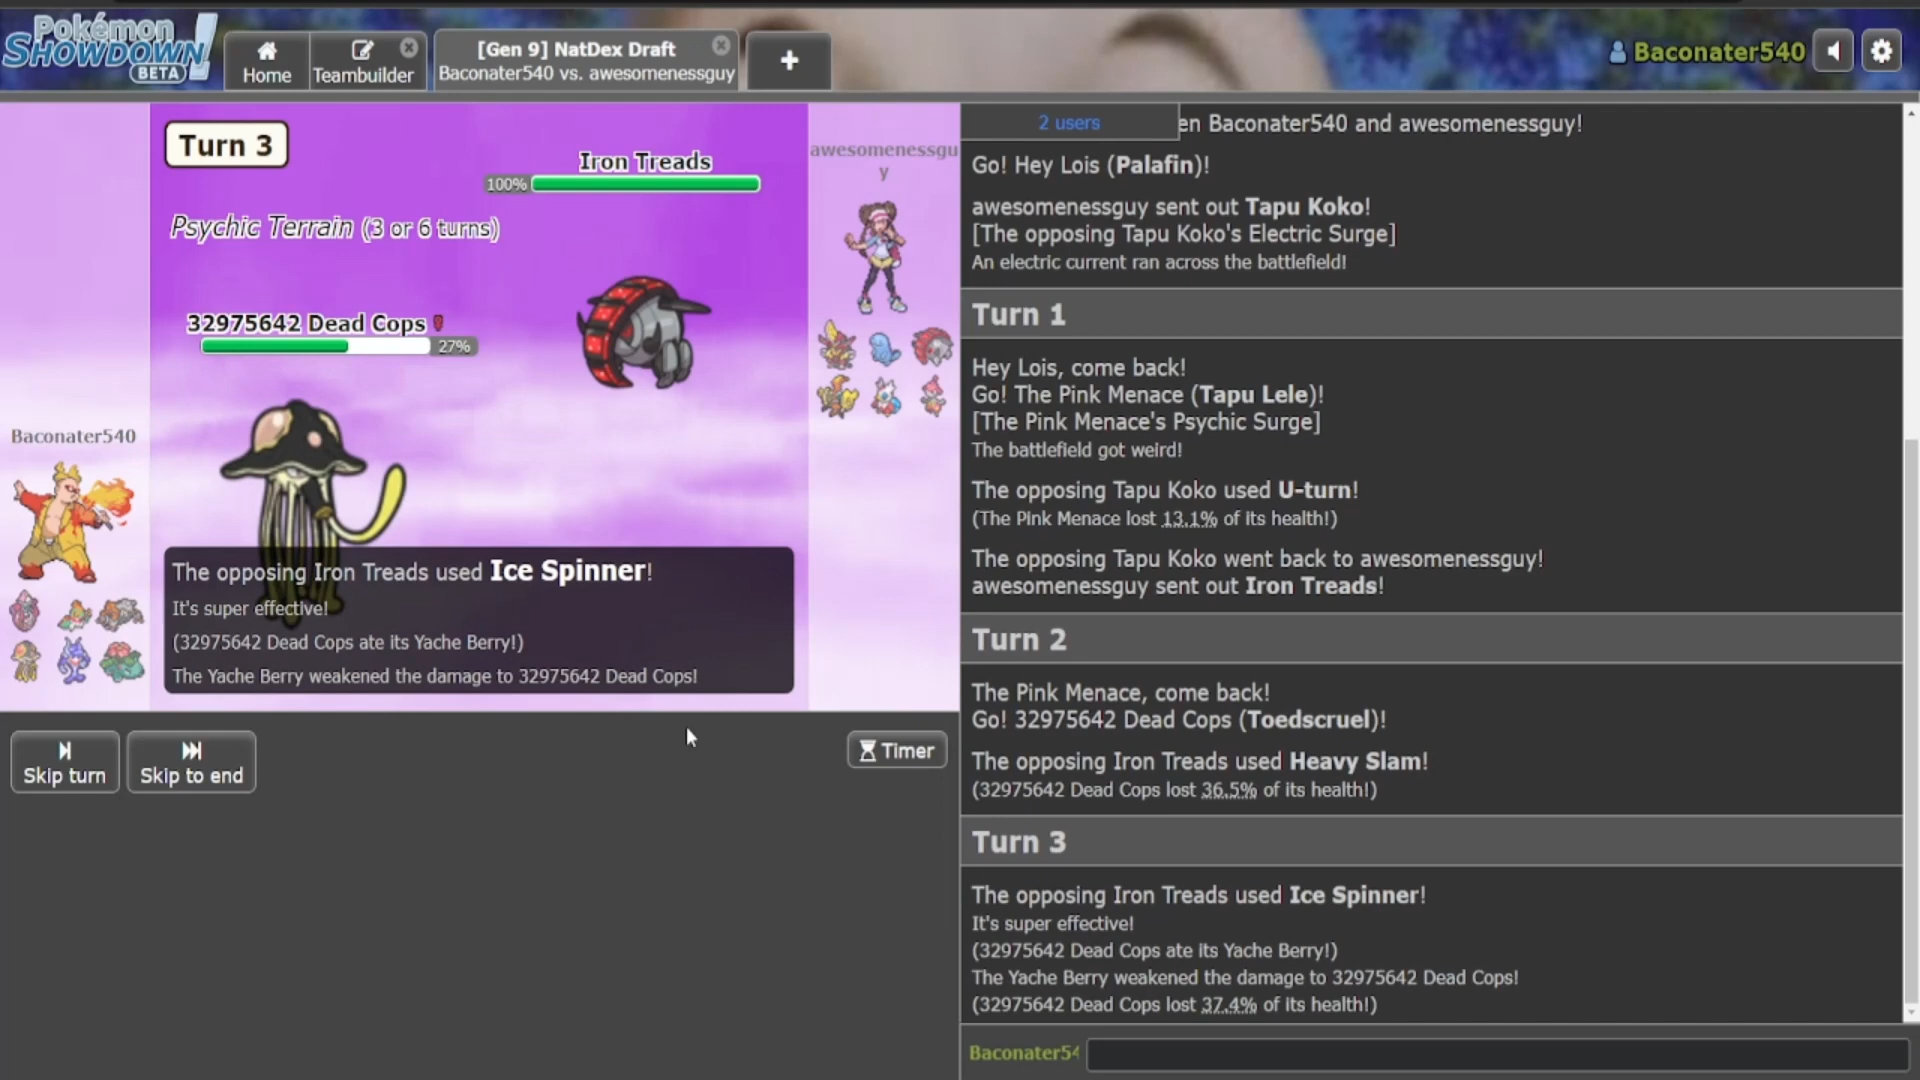 Pokémon
SHOWDOWN!
BETA
Home
Teambuilder
[Gen 9] NatDex Draft
Baconater540 vs. awesomenessguy
+
Baconater540
Turn 3
Iron Treads
100%
Psychic Terrain (3 or 6 turns)
32975642 Dead Cops
27%
awesomenessgu
y
Baconater540
The opposing Iron Treads used Ice Spinner!
It's super effective!
(32975642 Dead Cops ate its Yache Berry!)
The Yache Berry weakened the damage to 32975642 Dead Cops!
Skip turn
Skip to end
Timer
2 users
en Baconater540 and awesomenessguy!
Go! Hey Lois (Palafin)!
awesomenessguy sent out Tapu Koko!
[The opposing Tapu Koko's Electric Surge]
An electric current ran across the battlefield!
Turn 1
Hey Lois, come back!
Go! The Pink Menace (Tapu Lele)!
[The Pink Menace's Psychic Surge]
The battlefield got weird!
The opposing Tapu Koko used U-turn!
(The Pink Menace lost 13.1% of its health!)
The opposing Tapu Koko went back to awesomenessguy!
awesomenessguy sent out Iron Treads!
Turn 2
The Pink Menace, come back!
Go! 32975642 Dead Cops (Toedscruel)!
The opposing Iron Treads used Heavy Slam!
(32975642 Dead Cops lost 36.5% of its health!)
Turn 3
The opposing Iron Treads used Ice Spinner!
It's super effective!
(32975642 Dead Cops ate its Yache Berry!)
The Yache Berry weakened the damage to 32975642 Dead Cops!
(32975642 Dead Cops lost 37.4% of its health!)
Baconater54